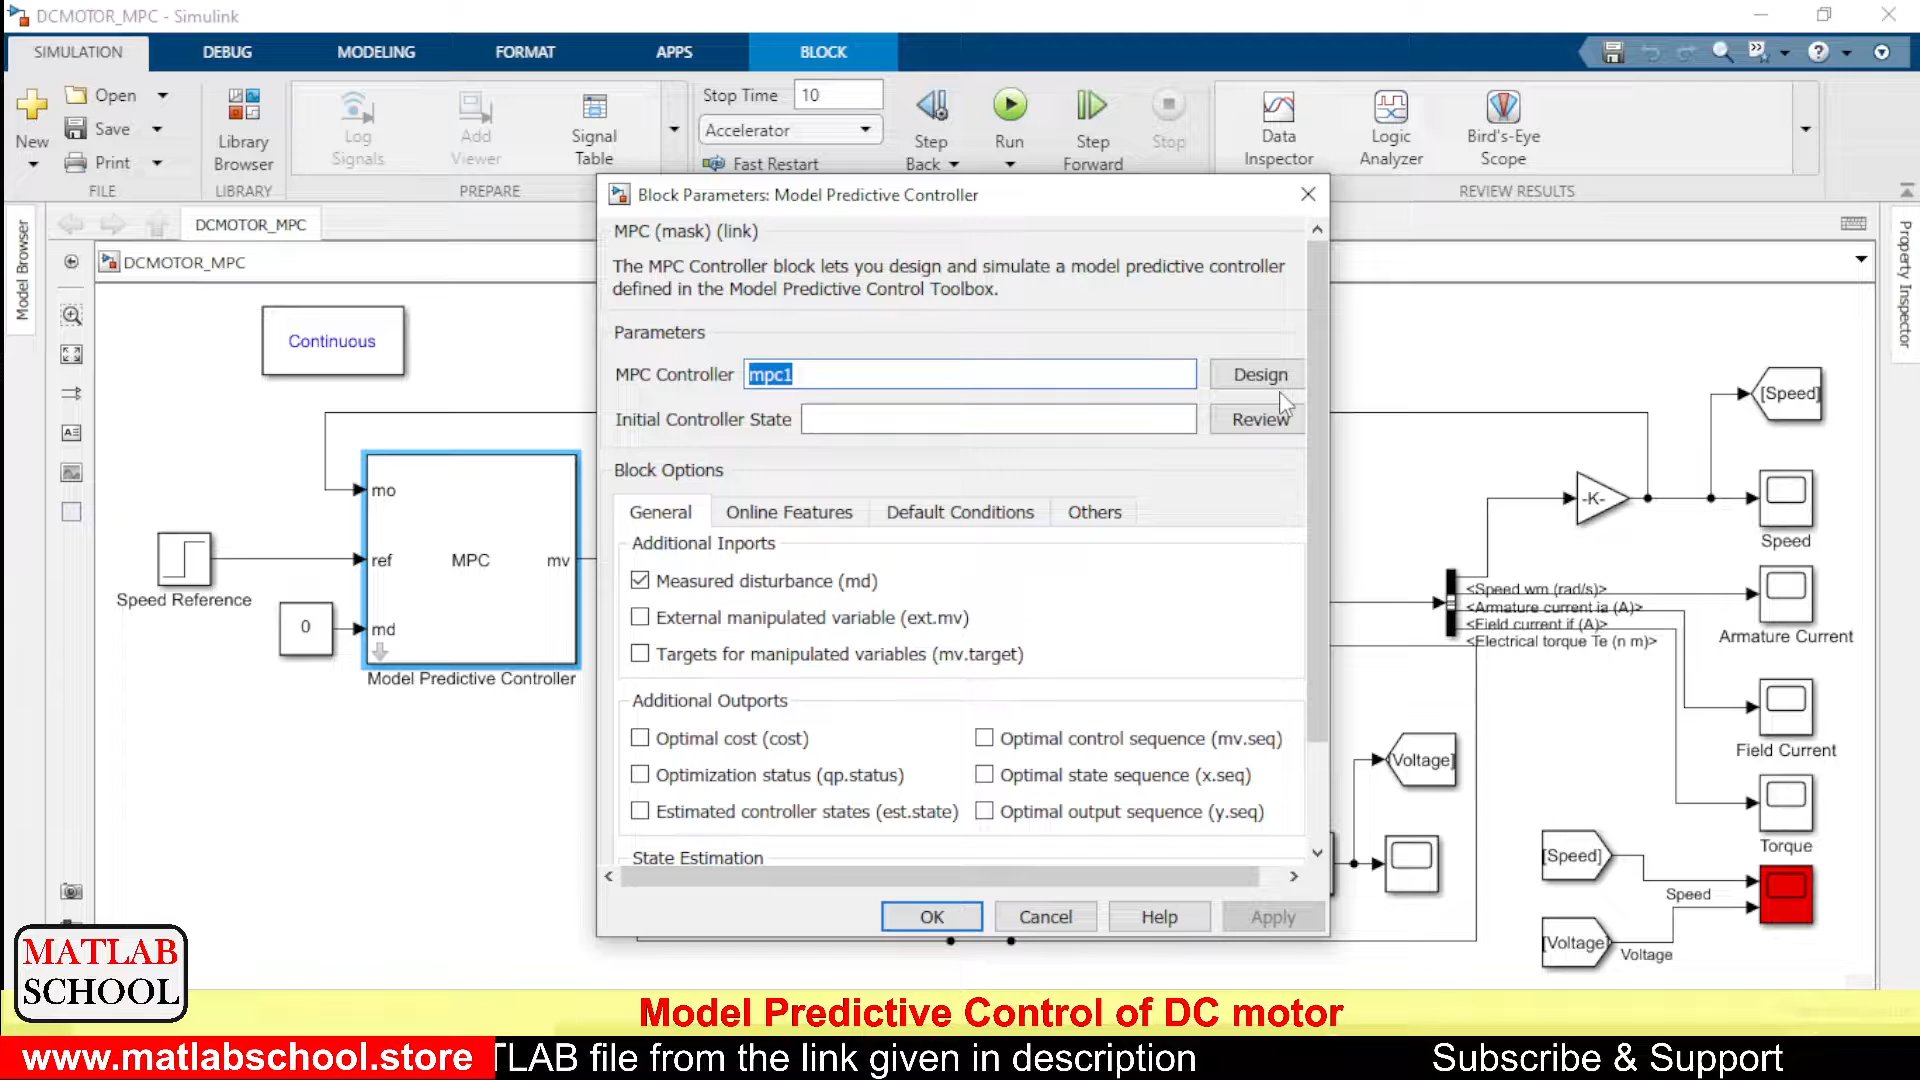 DCMOTOR_MPC - Simulink
SIMULATION
DEBUG
MODELING
FORMAT
APPS
BLOCK
New
Open
Save
Print
FILE
Library
Browser
LIBRARY
Log
Signals
Add
Viewer
Signal
Table
PREPARE
Stop Time 10
Accelerator
Fast Restart
Step
Back
Run
Step
Forward
Stop
Data
Inspector
Logic
Analyzer
Bird's-Eye
Scope
REVIEW RESULTS
Model Browser
DCMOTOR_MPC
DCMOTOR_MPC
Property Inspector
Continuous
Speed Reference
0
mo
ref
md
MPC
mv
Model Predictive Controller
Block Parameters: Model Predictive Controller
MPC (mask) (link)
The MPC Controller block lets you design and simulate a model predictive controller
defined in the Model Predictive Control Toolbox.
Parameters
MPC Controller mpc1 Design
Initial Controller State Review
Block Options
General Online Features Default Conditions Others
Additional Inports
Measured disturbance (md)
External manipulated variable (ext.mv)
Targets for manipulated variables (mv.target)
Additional Outports
Optimal cost (cost) Optimal control sequence (mv.seq)
Optimization status (qp.status) Optimal state sequence (x.seq)
Estimated controller states (est.state) Optimal output sequence (y.seq)
State Estimation
OK Cancel Help Apply
[Speed]
-K-
Speed
<Speed wm (rad/s)>
<Armature current ia (A)>
<Field current if (A)>
<Electrical torque Te (n m)>
Armature Current
Field Current
[Voltage]
Torque
[Speed]
Speed
[Voltage]
Voltage
MATLAB
SCHOOL
Model Predictive Control of DC motor
www.matlabschool.store
TLAB file from the link given in description
Subscribe & Support